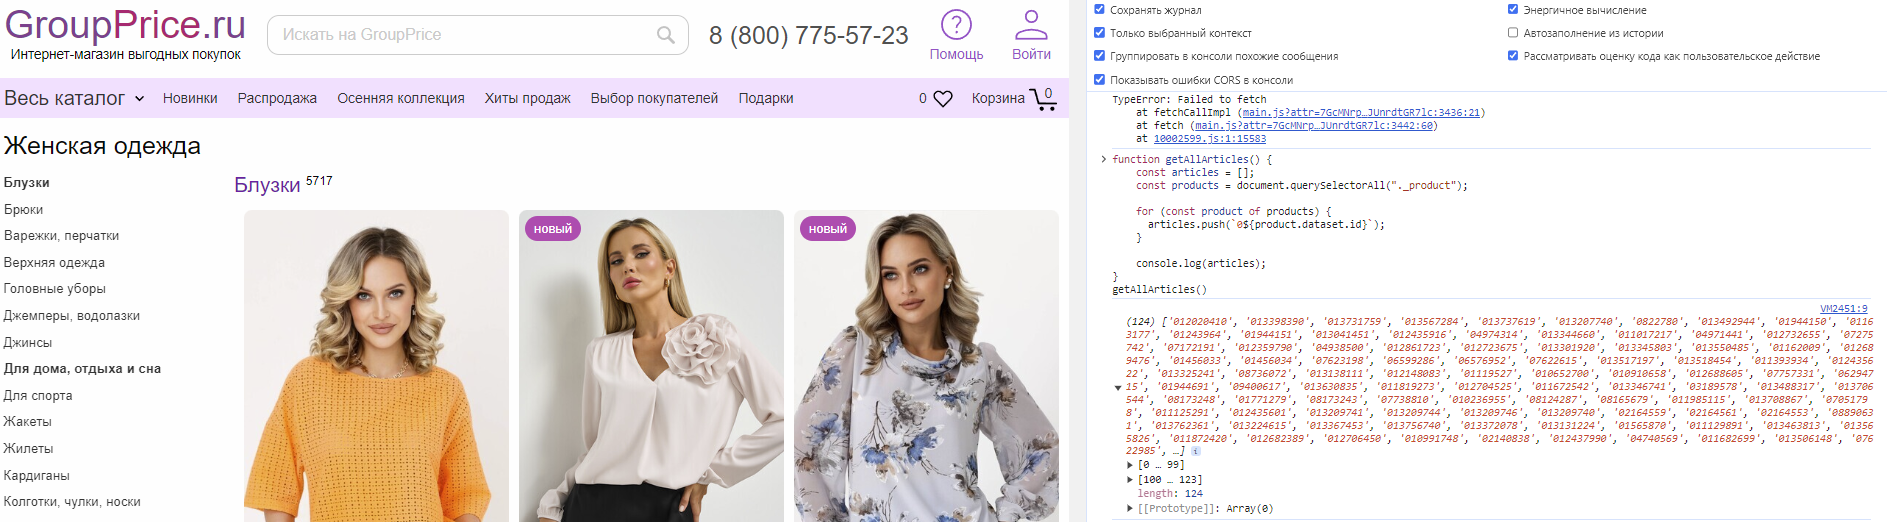 GroupPrice.ru
Интернет-магазин выгодных покупок
Искать на GroupPrice
8 (800) 775-57-23
Помощь
Войти
Весь каталог
Новинки
Распродажа
Осенняя коллекция
Хиты продаж
Выбор покупателей
Подарки
0
Корзина
0
Женская одежда
Блузки
Брюки
Варежки, перчатки
Верхняя одежда
Головные уборы
Джемперы, водолазки
Джинсы
Для дома, отдыха и сна
Для спорта
Жакеты
Жилеты
Кардиганы
Колготки, чулки, носки
Блузки 5717
новый
новый
Сохранять журнал
Энергичное вычисление
Только выбранный контекст
Автозаполнение из истории
Группировать в консоли похожие сообщения
Рассматривать оценку кода как пользовательское действие
Показывать ошибки CORS в консоли
TypeError: Failed to fetch
at fetchCallImpl (main.js?attr=7GcMNrp…JUnrdtGR7lc:3436:21)
at fetch (main.js?attr=7GcMNrp…JUnrdtGR7lc:3442:60)
at 10002599.js:1:15583
function getAllArticles() {
const articles = [];
const products = document.querySelectorAll("._product");
for (const product of products) {
articles.push(`0${product.dataset.id}`);
}
console.log(articles);
}
getAllArticles()
VM2451:9
(124) ['012020410', '013398390', '013731759', '013567284', '013737619', '013207740', '0822780', '013492944', '01944150', '0116
3177', '01243964', '01944151', '013041451', '012435916', '04974314', '013344660', '011017217', '04971441', '012732655', '07275
742', '07172191', '012359790', '04938500', '012861723', '012723675', '013301920', '013345803', '013550485', '01162009', '01268
9476', '01456033', '01456034', '07623198', '06599286', '06576952', '07622615', '013517197', '013518454', '011393934', '0124356
22', '013325241', '08736072', '013138111', '012148083', '01119527', '010652700', '010910658', '012688605', '07757331', '062947
15', '01944691', '09400617', '013630835', '011819273', '012704525', '011672542', '013346741', '03189578', '013488317', '013706
544', '08173248', '01771279', '08173243', '07738810', '010236955', '08124287', '08165679', '011985115', '013708867', '0705179
8', '011125291', '012435601', '013209741', '013209744', '013209746', '013209740', '02164559', '02164561', '02164553', '0889063
1', '013762361', '013224615', '013367453', '013756740', '013372078', '013131224', '01565870', '011129891', '013463813', '01356
5826', '011872420', '012682389', '012706450', '010991748', '02140838', '012437990', '04740569', '011682699', '013506148', '076
22985', …]
[0 … 99]
[100 … 123]
length: 124
[[Prototype]]: Array(0)